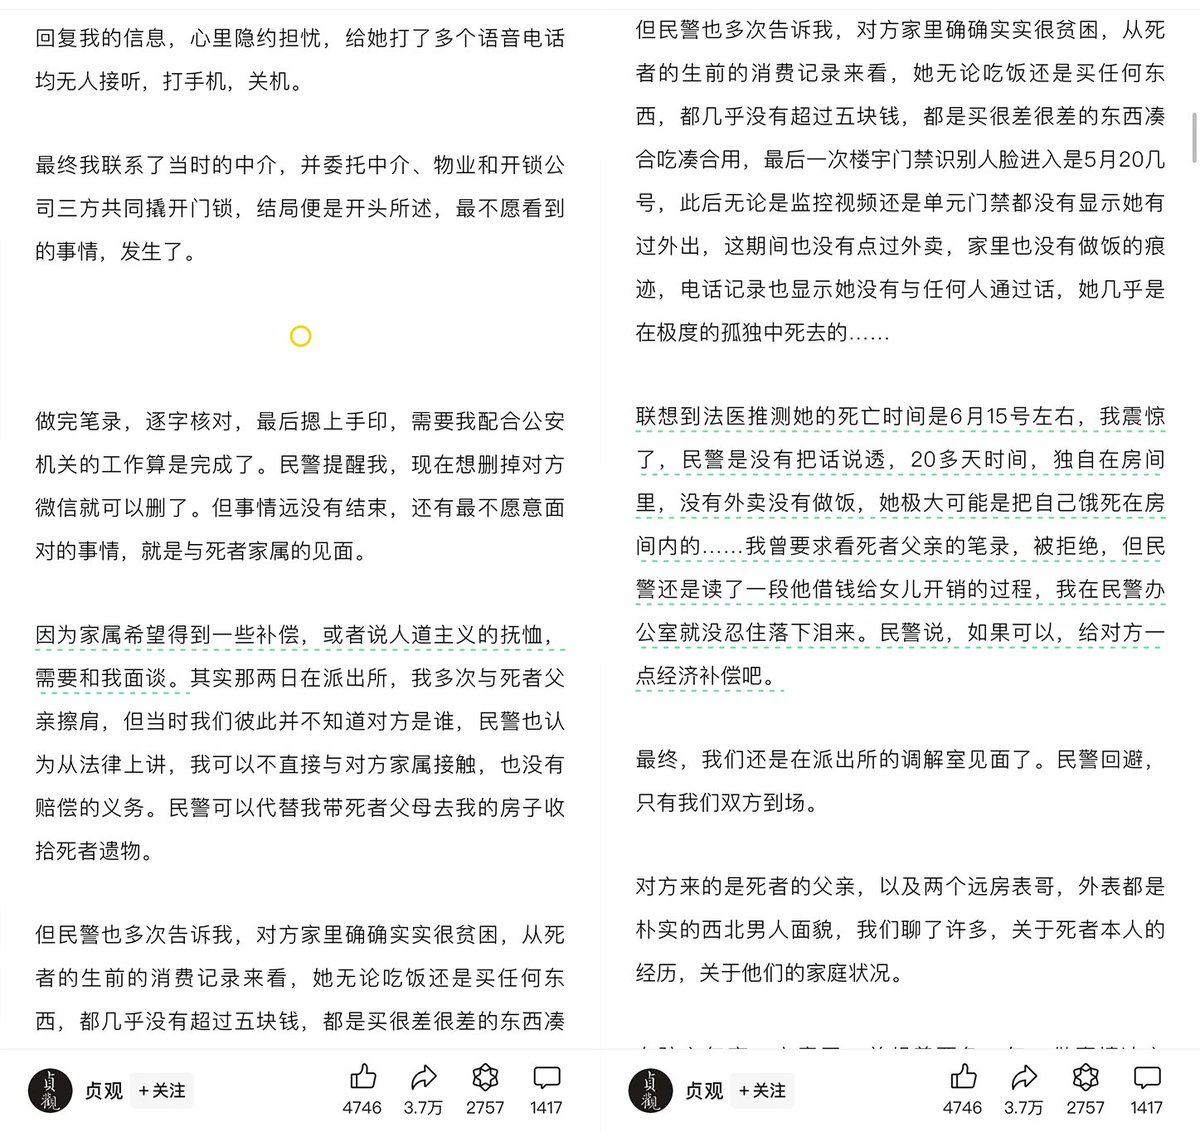 回复我的信息，心里隐约担忧，给她打了多个语音电话
均无人接听，打手机，关机。
最终我联系了当时的中介，并委托中介、物业和开锁公
司三方共同撬开门锁，结局便是开头所述，最不愿看到
的事情，发生了。
做完笔录，逐字核对，最后摁上手印，需要我配合公安
机关的工作算是完成了。民警提醒我，现在想删掉对方
微信就可以删了。但事情远没有结束，还有最不愿意面
对的事情，就是与死者家属的见面。
因为家属希望得到一些补偿，或者说人道主义的抚恤，
需要和我面谈。其实那两日在派出所，我多次与死者父
亲擦肩，但当时我们彼此并不知道对方是谁，民警也认
为从法律上讲，我可以不直接与对方家属接触，也没有
赔偿的义务。民警可以代替我带死者父母去我的房子收
拾死者遗物。
但民警也多次告诉我，对方家里确确实实很贫困，从死
者的生前的消费记录来看，她无论吃饭还是买任何东
西，都几乎没有超过五块钱，都是买很差很差的东西凑
贞观
+关注
4746
3.7万
2757
1417
但民警也多次告诉我，对方家里确确实实很贫困，从死
者的生前的消费记录来看，她无论吃饭还是买任何东
西，都几乎没有超过五块钱，都是买很差很差的东西凑
合吃凑合用，最后一次楼宇门禁识别人脸进入是5月20几
号，此后无论是监控视频还是单元门禁都没有显示她有
过外出，这期间也没有点过外卖，家里也没有做饭的痕
迹，电话记录也显示她没有与任何人通过话，她几乎是
在极度的孤独中死去的……
联想到法医推测她的死亡时间是6月15号左右，我震惊
了，民警是没有把话说透，20多天时间，独自在房间
里，没有外卖没有做饭，她极大可能是把自己饿死在房
间内的……我曾要求看死者父亲的笔录，被拒绝，但民
警还是读了一段他借钱给女儿开销的过程，我在民警办
公室就没忍住落下泪来。民警说，如果可以，给对方一
点经济补偿吧。
最终，我们还是在派出所的调解室见面了。民警回避，
只有我们双方到场。
对方来的是死者的父亲，以及两个远房表哥，外表都是
朴实的西北男人面貌，我们聊了许多，关于死者本人的
经历，关于他们的家庭状况。
贞观
+关注
4746
3.7万
2757
1417